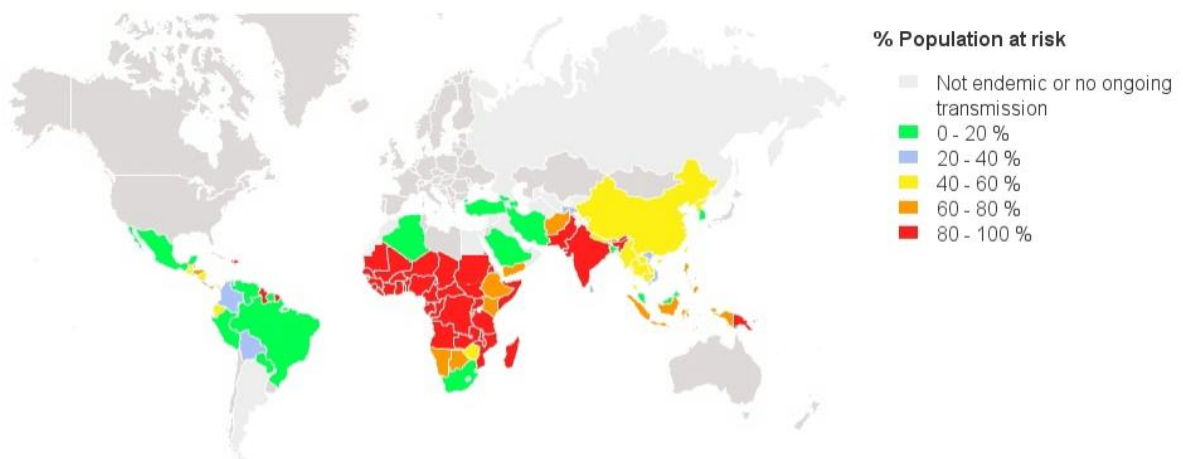 % Population at risk
Not endemic or no ongoing
transmission
0 - 20 %
20 - 40 %
40 - 60 %
60 - 80 %
80 - 100 %